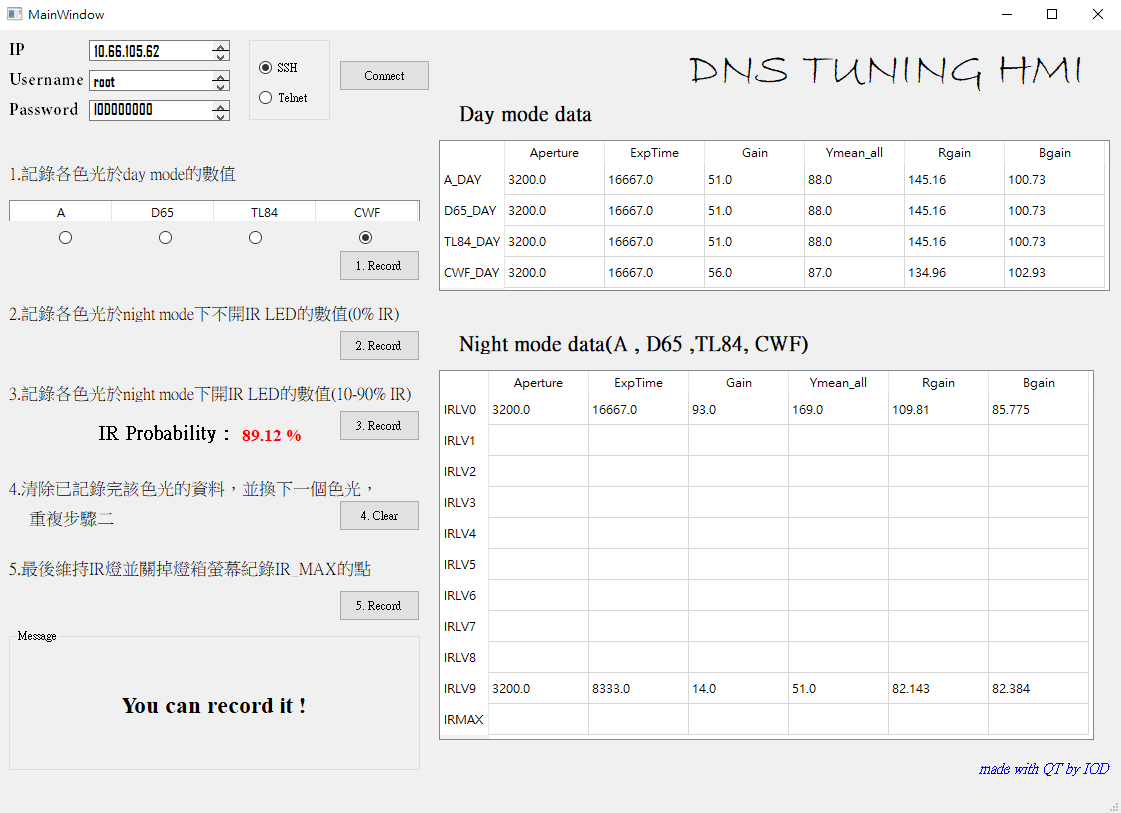 MainWindow
IP 10.66.105.62
Username root
Password IOD000000
SSH
Telnet
Connect
DNS TUNING HMI
1.記錄各色光於day mode的數值
A D65 TL84 CWF
1. Record
2.記錄各色光於night mode下不開IR LED的數值(0% IR)
2. Record
3.記錄各色光於night mode下開IR LED的數值(10-90% IR)
IR Probability : 89.12 %
3. Record
4.清除已記錄完該色光的資料，並換下一個色光，
重複步驟二
4. Clear
5.最後維持IR燈並關掉燈箱螢幕紀錄IR_MAX的點
5. Record
Message
You can record it !
Day mode data
Aperture ExpTime Gain Ymean_all Rgain Bgain
A_DAY 3200.0 16667.0 51.0 88.0 145.16 100.73
D65_DAY 3200.0 16667.0 51.0 88.0 145.16 100.73
TL84_DAY 3200.0 16667.0 51.0 88.0 145.16 100.73
CWF_DAY 3200.0 16667.0 56.0 87.0 134.96 102.93
Night mode data(A , D65 ,TL84, CWF)
Aperture ExpTime Gain Ymean_all Rgain Bgain
IRLV0 3200.0 16667.0 93.0 169.0 109.81 85.775
IRLV1
IRLV2
IRLV3
IRLV4
IRLV5
IRLV6
IRLV7
IRLV8
IRLV9 3200.0 8333.0 14.0 51.0 82.143 82.384
IRMAX
made with QT by IOD